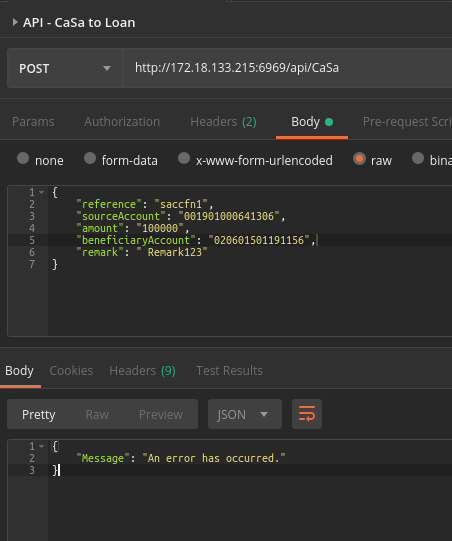 API - CaSa to Loan
POST http://172.18.133.215:6969/api/CaSa
Params Authorization Headers (2) Body Pre-request Scri
none form-data x-www-form-urlencoded raw bina
1 {
2 "reference": "saccfn1",
3 "sourceAccount": "001901000641306",
4 "amount": "100000",
5 "beneficiaryAccount": "020601501191156",
6 "remark": " Remark123"
7 }
Body Cookies Headers (9) Test Results
Pretty Raw Preview JSON
1 {
2 "Message": "An error has occurred."
3 }